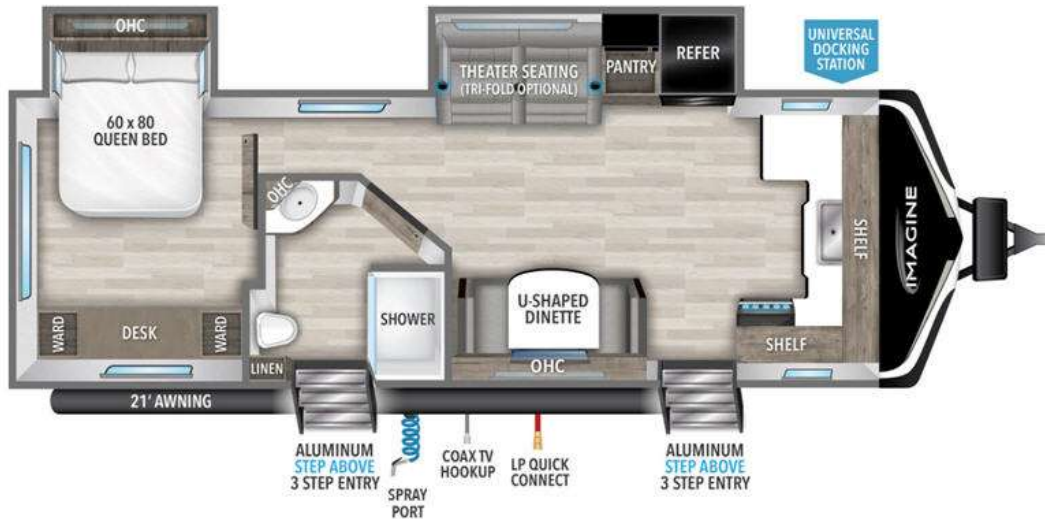 OHC
60 x 80
QUEEN BED
THEATER SEATING
(TRI-FOLD OPTIONAL)
PANTRY
REFER
UNIVERSAL
DOCKING
STATION
OHC
SHELF
IMAGINE
U-SHAPED
DINETTE
SHOWER
WARD
DESK
WARD
SHELF
LINEN
OHC
21' AWNING
ALUMINUM
STEP ABOVE
3 STEP ENTRY
SPRAY
PORT
COAX TV
HOOKUP
LP QUICK
CONNECT
ALUMINUM
STEP ABOVE
3 STEP ENTRY